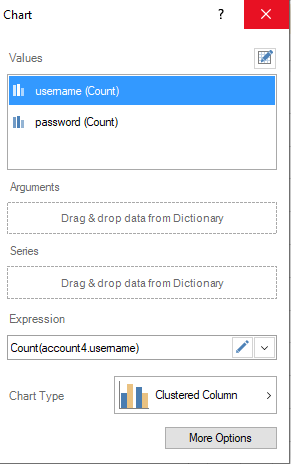 Chart ?
Values
username (Count)
password (Count)
Arguments
Drag & drop data from Dictionary
Series
Drag & drop data from Dictionary
Expression
Count(account4.username)
Chart Type Clustered Column
More Options